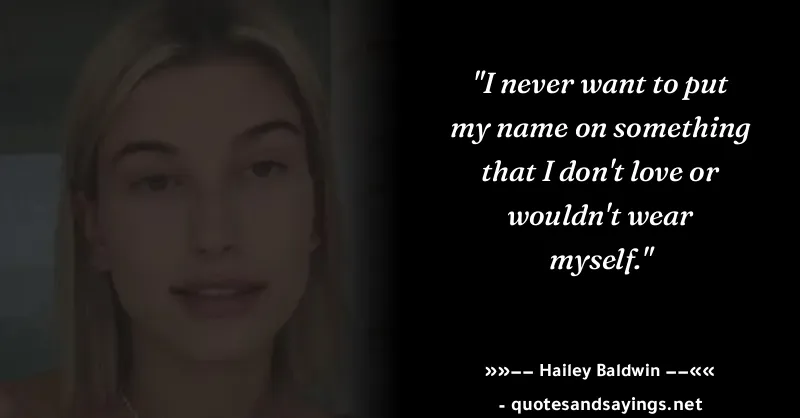 "I never want to put
my name on something
that I don't love or
wouldn't wear
myself."
»»−− Hailey Baldwin −−««
- quotesandsayings.net